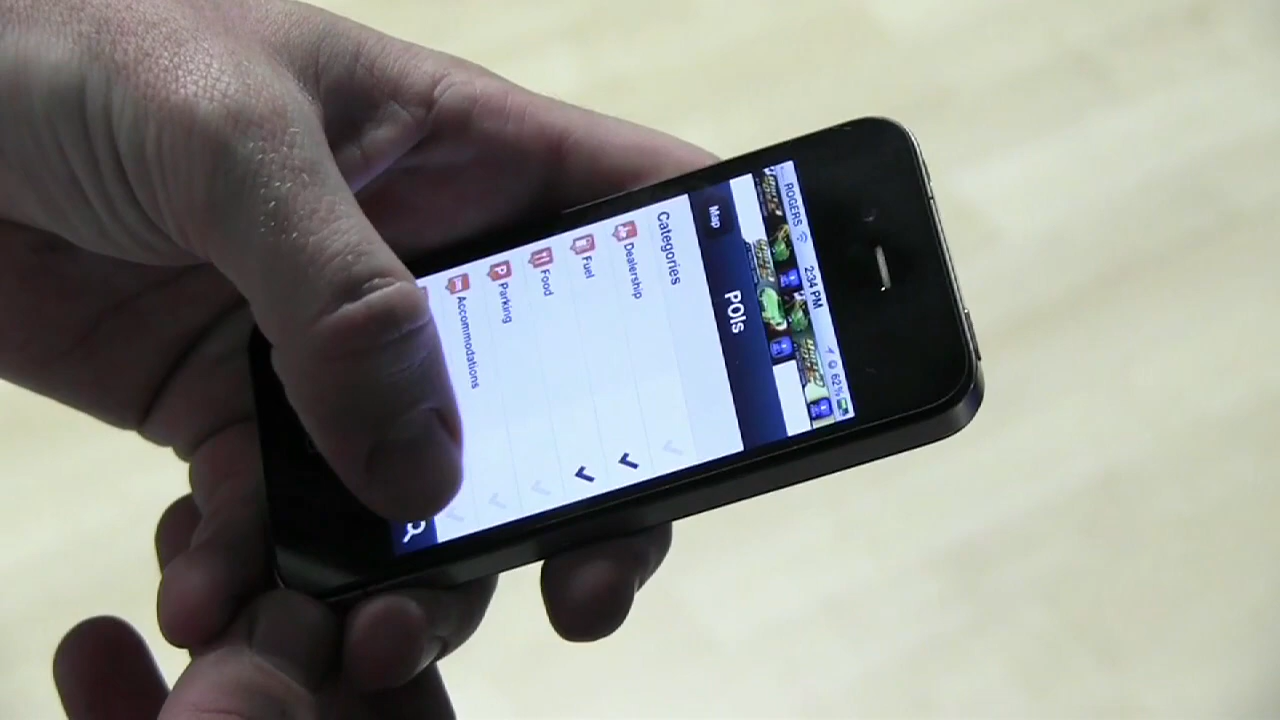 ROGERS 2:34 PM 62%
Map POIs
Categories
Dealership
Fuel
Food
Parking
Accommodations